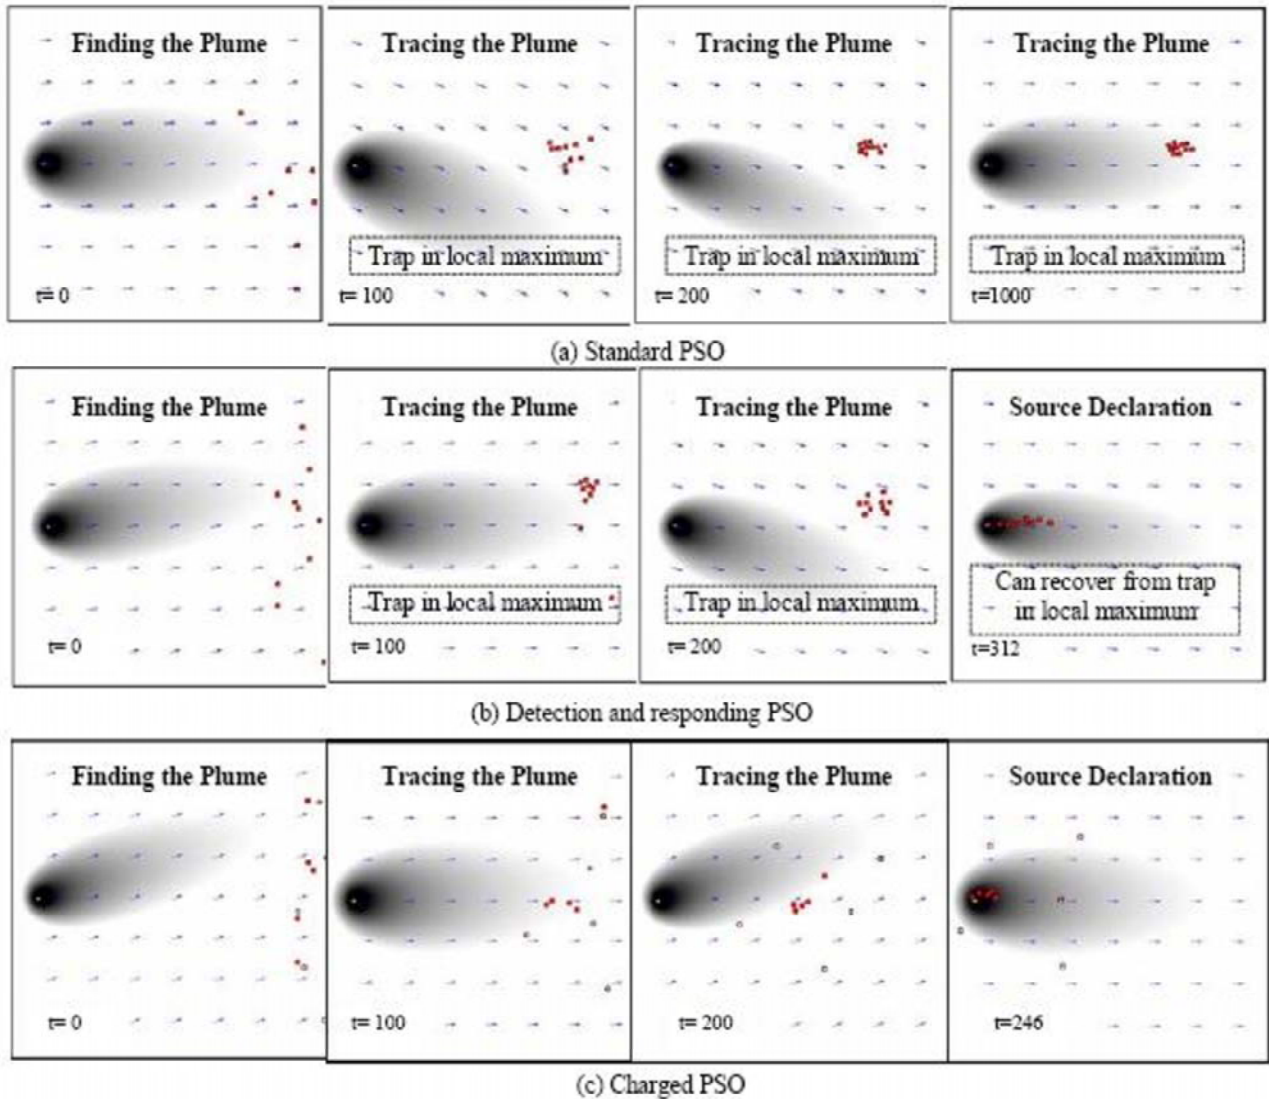 Finding the Plume
Tracing the Plume
Tracing the Plume
Tracing the Plume
Trap in local maximum
Trap in local maximum
Trap in local maximum
t= 0
t= 100
t= 200
t=1000
(a) Standard PSO
Finding the Plume
Tracing the Plume
Tracing the Plume
Source Declaration
Trap in local maximum
Trap in local maximum
Can recover from trap
in local maximum
t= 0
t= 100
t= 200
t=312
(b) Detection and responding PSO
Finding the Plume
Tracing the Plume
Tracing the Plume
Source Declaration
t= 0
t= 100
t= 200
t=246
(c) Charged PSO